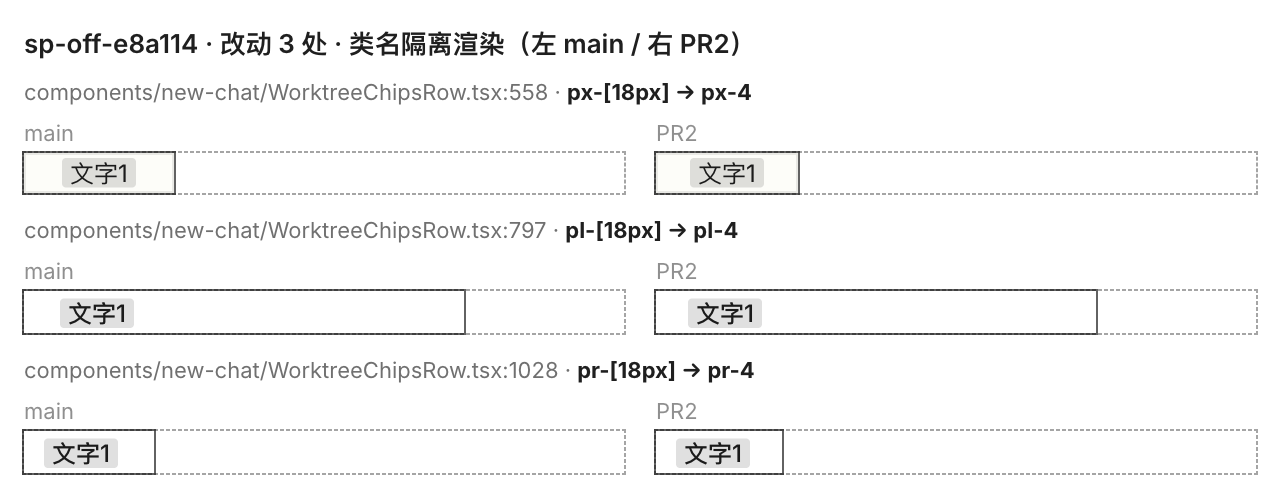 sp-off-e8a114 · 改动 3 处 · 类名隔离渲染（左 main / 右 PR2）
components/new-chat/WorktreeChipsRow.tsx:558 · px-[18px] → px-4
main PR2
文字1 文字1
components/new-chat/WorktreeChipsRow.tsx:797 · pl-[18px] → pl-4
main PR2
文字1 文字1
components/new-chat/WorktreeChipsRow.tsx:1028 · pr-[18px] → pr-4
main PR2
文字1 文字1